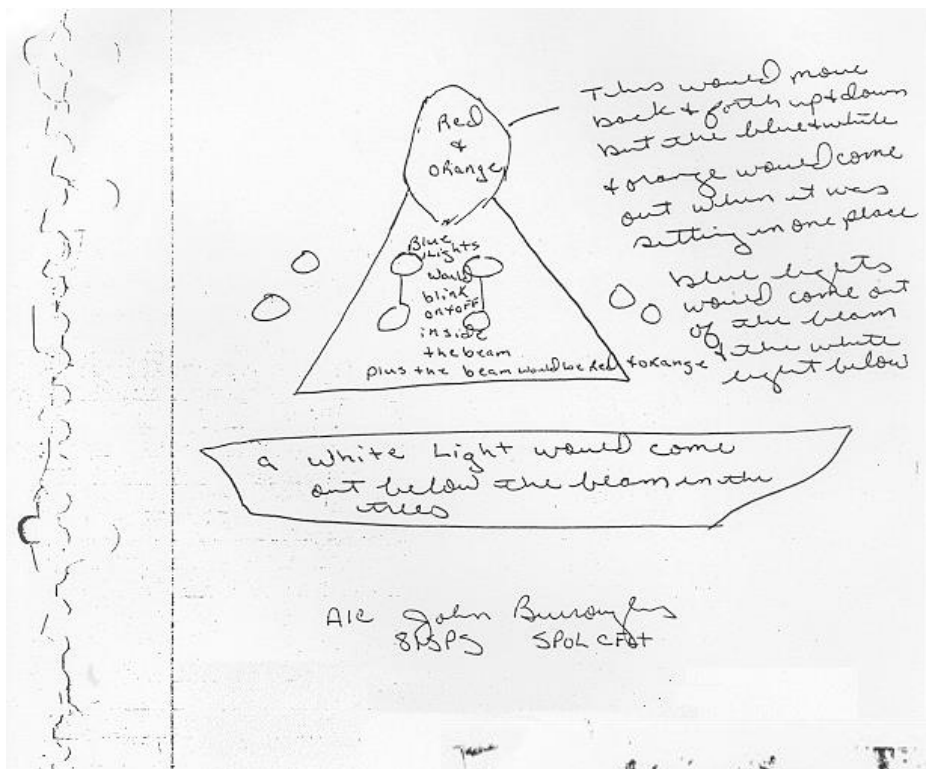 Red
+
ORange
This would move
back + forth up + down
but the blue + white
+ orange would come
out when it was
sitting in one place
Blue
Lights
would
blink
on + off
inside
the beam
plus the beam would be Red + ORange
blue lights
would come out
of the beam
+ the white
light below
a white Light would come
out below the beam in the
trees
A1C John Burroughs
81 SPS